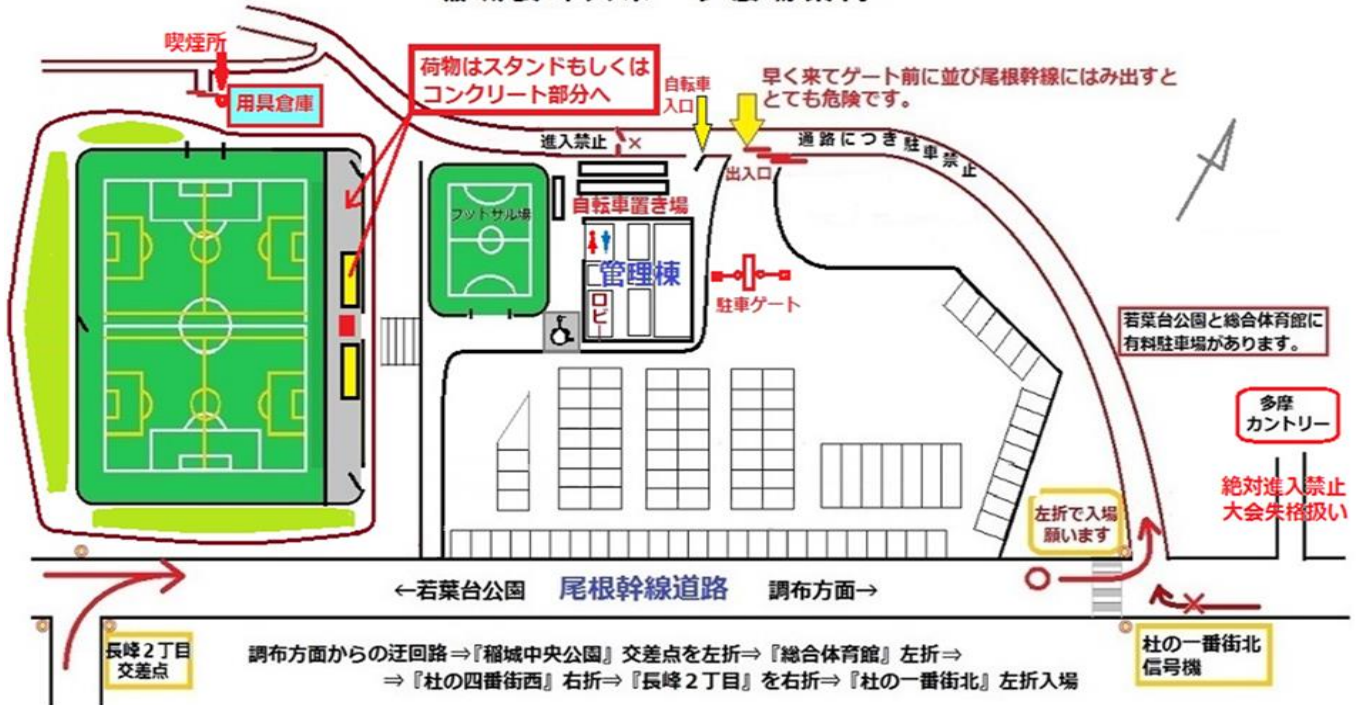 喫煙所
用具倉庫
荷物はスタンドもしくは
コンクリート部分へ
自転車
入口
早く来てゲート前に並び尾根幹線にはみ出すと
とても危険です。
進入禁止
×
通路につき駐車禁止
出入口
フットサル場
自転車置き場
管理棟
ロビー
駐車ゲート
若葉台公園と総合体育館に
有料駐車場があります。
多摩
カントリー
絶対進入禁止
大会失格扱い
左折で入場
願います
←若葉台公園 尾根幹線道路 調布方面→
長峰2丁目
交差点
調布方面からの迂回路⇒『稲城中央公園』交差点を左折⇒『総合体育館』左折⇒
⇒『杜の四番街西』右折⇒『長峰2丁目』を右折⇒『杜の一番街北』左折入場
杜の一番街北
信号機